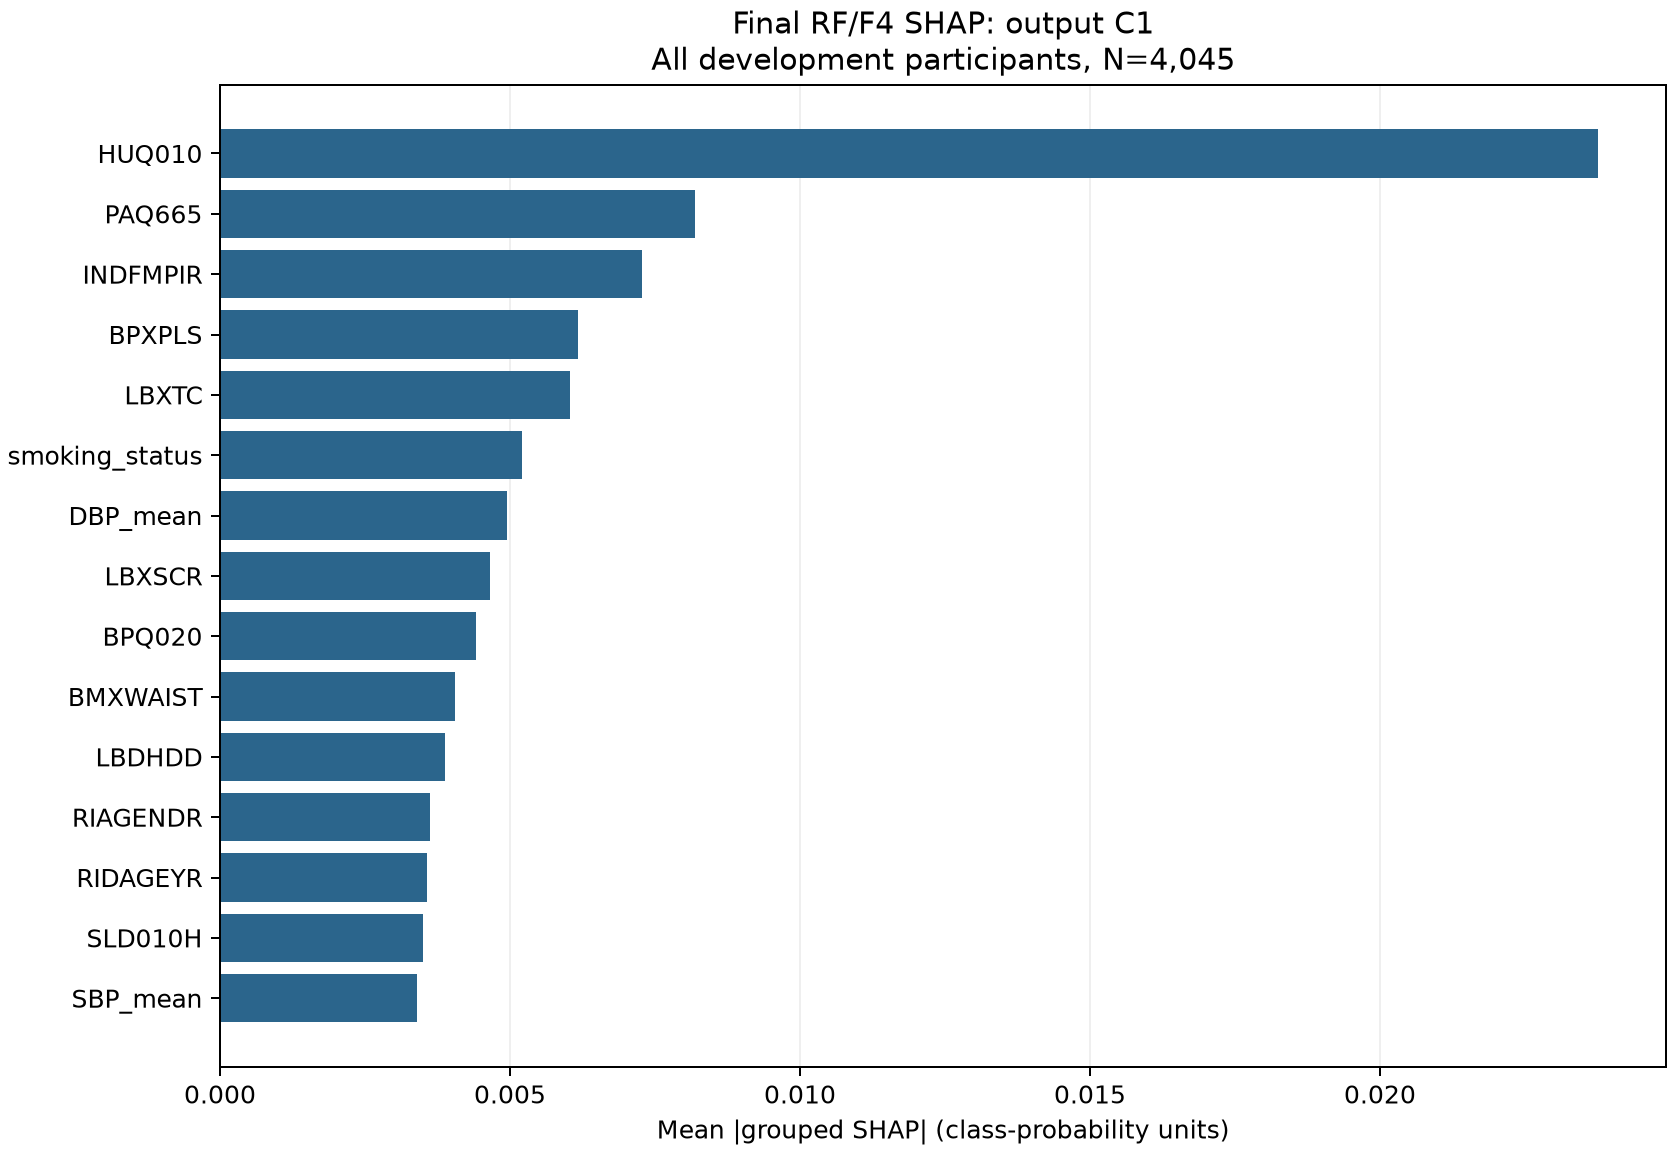 Final RF/F4 SHAP: output C1
All development participants, N=4,045
HUQ010
PAQ665
INDFMPIR
BPXPLS
LBXTC
smoking_status
DBP_mean
LBXSCR
BPQ020
BMXWAIST
LBDHDD
RIAGENDR
RIDAGEYR
SLD010H
SBP_mean
0.000 0.005 0.010 0.015 0.020
Mean |grouped SHAP| (class-probability units)